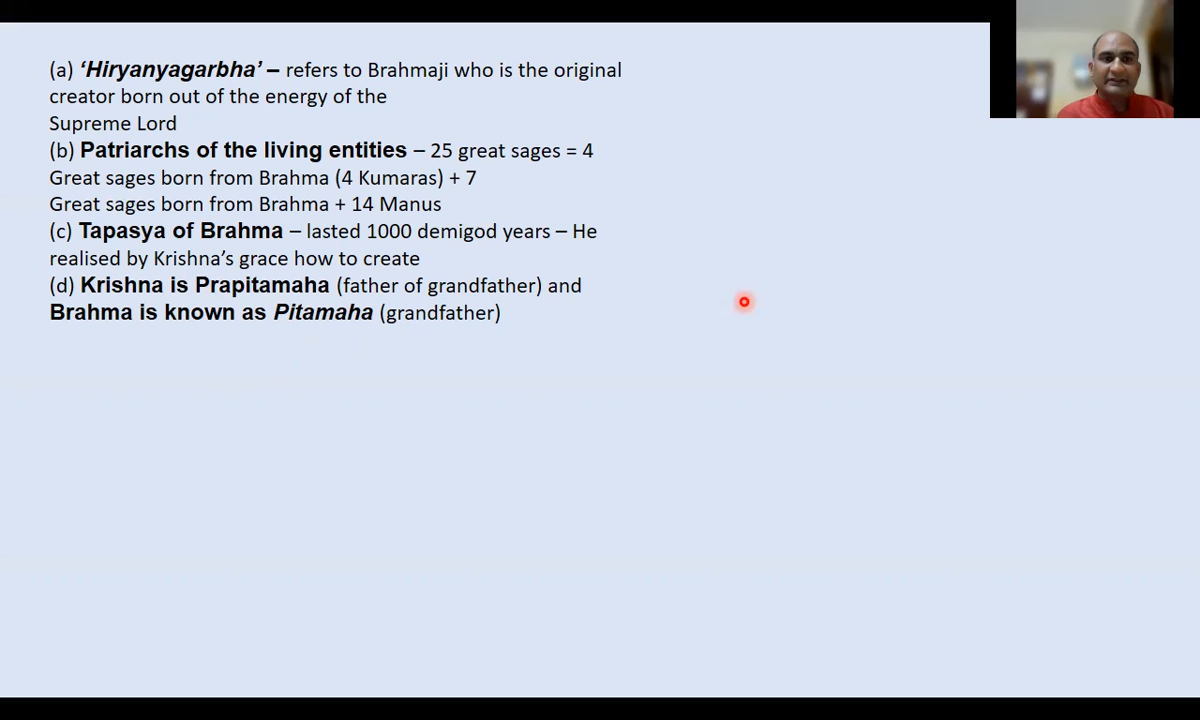 (a) ‘Hiryanyagarbha’ – refers to Brahmaji who is the original
creator born out of the energy of the
Supreme Lord
(b) Patriarchs of the living entities – 25 great sages = 4
Great sages born from Brahma (4 Kumaras) + 7
Great sages born from Brahma + 14 Manus
(c) Tapasya of Brahma – lasted 1000 demigod years – He
realised by Krishna’s grace how to create
(d) Krishna is Prapitamaha (father of grandfather) and
Brahma is known as Pitamaha (grandfather)